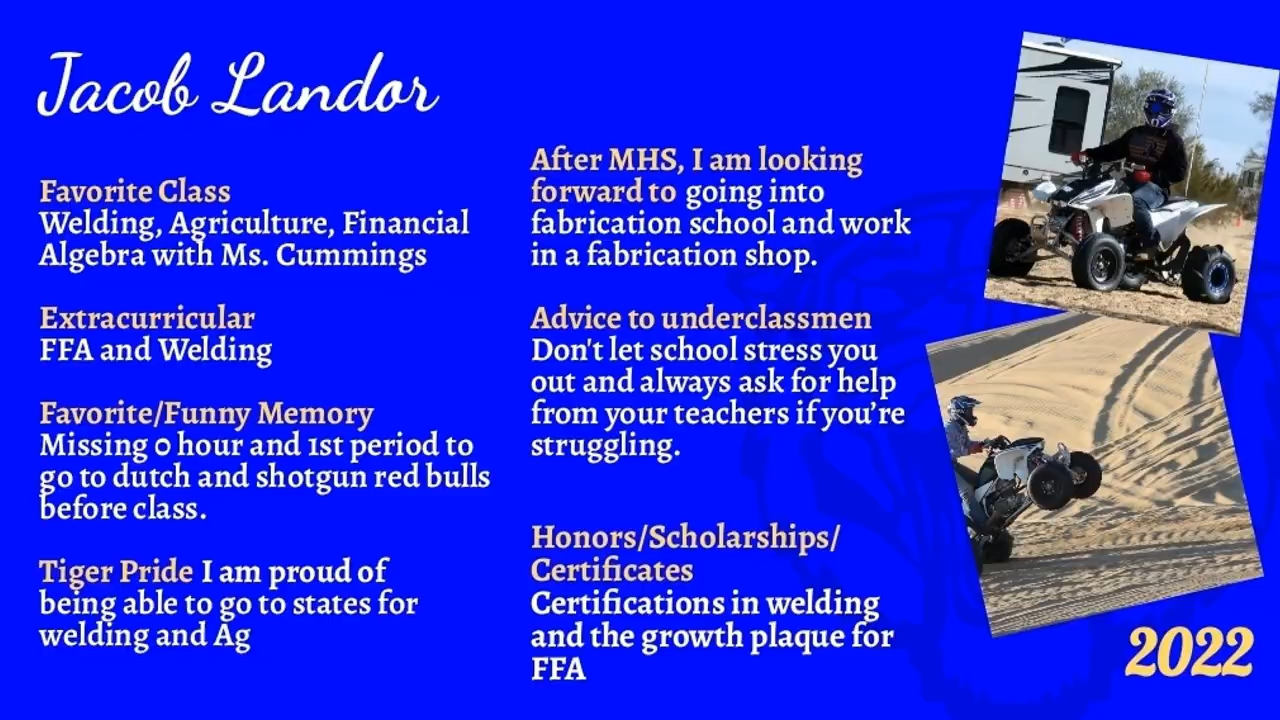 Jacob Landor
Favorite Class
Welding, Agriculture, Financial
Algebra with Ms. Cummings
Extracurricular
FFA and Welding
Favorite/Funny Memory
Missing 0 hour and 1st period to
go to dutch and shotgun red bulls
before class.
Tiger Pride I am proud of
being able to go to states for
welding and Ag
After MHS, I am looking
forward to going into
fabrication school and work
in a fabrication shop.
Advice to underclassmen
Don't let school stress you
out and always ask for help
from your teachers if you’re
struggling.
Honors/Scholarships/
Certificates
Certifications in welding
and the growth plaque for
FFA
2022